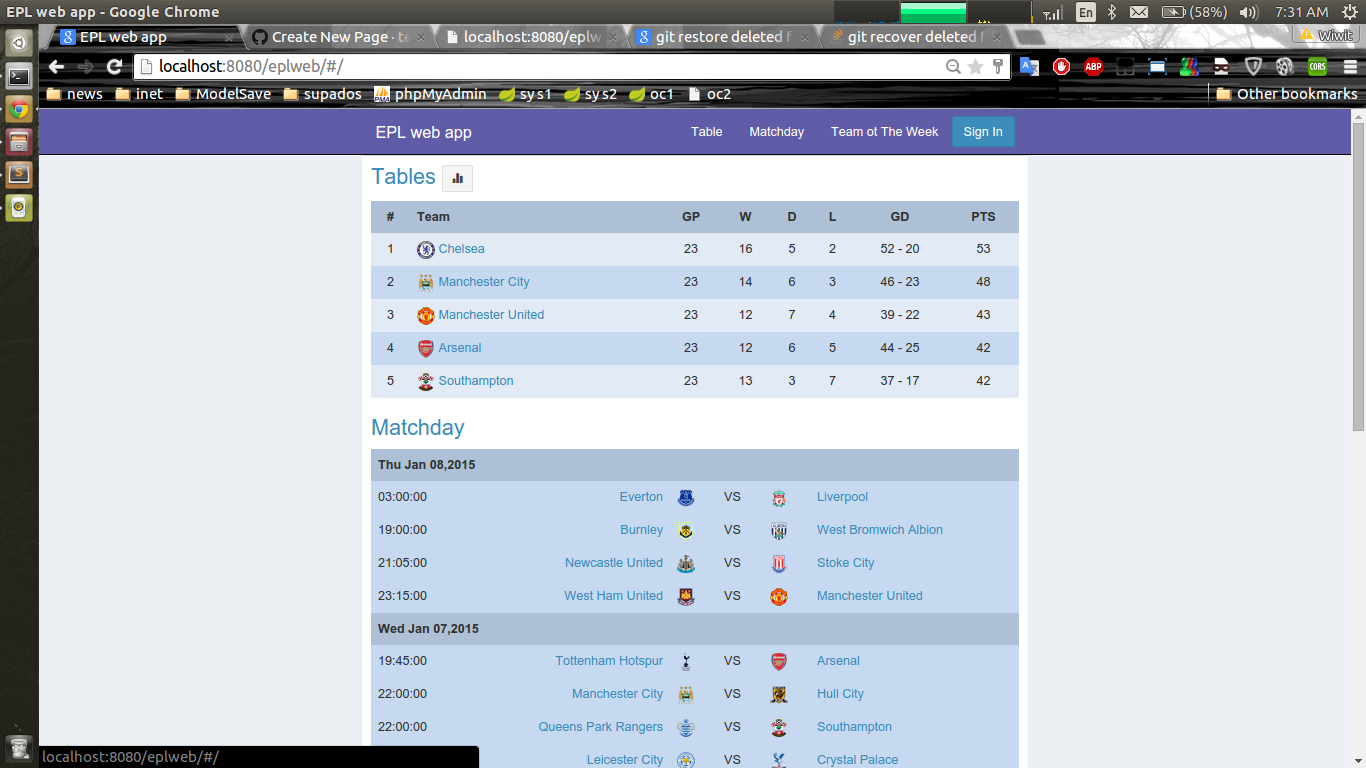 EPL web app - Google Chrome En (58%) 7:31 AM
EPL web app Create New Page · te localhost:8080/eplw git restore deleted f git recover deleted f Wiwit
localhost:8080/eplweb/#/ ABP CORS
news inet ModelSave supados phpMyAdmin sys1 sys2 oc1 oc2 Other bookmarks
EPL web app Table Matchday Team of The Week Sign In
Tables
# Team GP W D L GD PTS
1 Chelsea 23 16 5 2 52 - 20 53
2 Manchester City 23 14 6 3 46 - 23 48
3 Manchester United 23 12 7 4 39 - 22 43
4 Arsenal 23 12 6 5 44 - 25 42
5 Southampton 23 13 3 7 37 - 17 42
Matchday
Thu Jan 08,2015
03:00:00 Everton VS Liverpool
19:00:00 Burnley VS West Bromwich Albion
21:05:00 Newcastle United VS Stoke City
23:15:00 West Ham United VS Manchester United
Wed Jan 07,2015
19:45:00 Tottenham Hotspur VS Arsenal
22:00:00 Manchester City VS Hull City
22:00:00 Queens Park Rangers VS Southampton
Leicester City VS Crystal Palace
localhost:8080/eplweb/#/